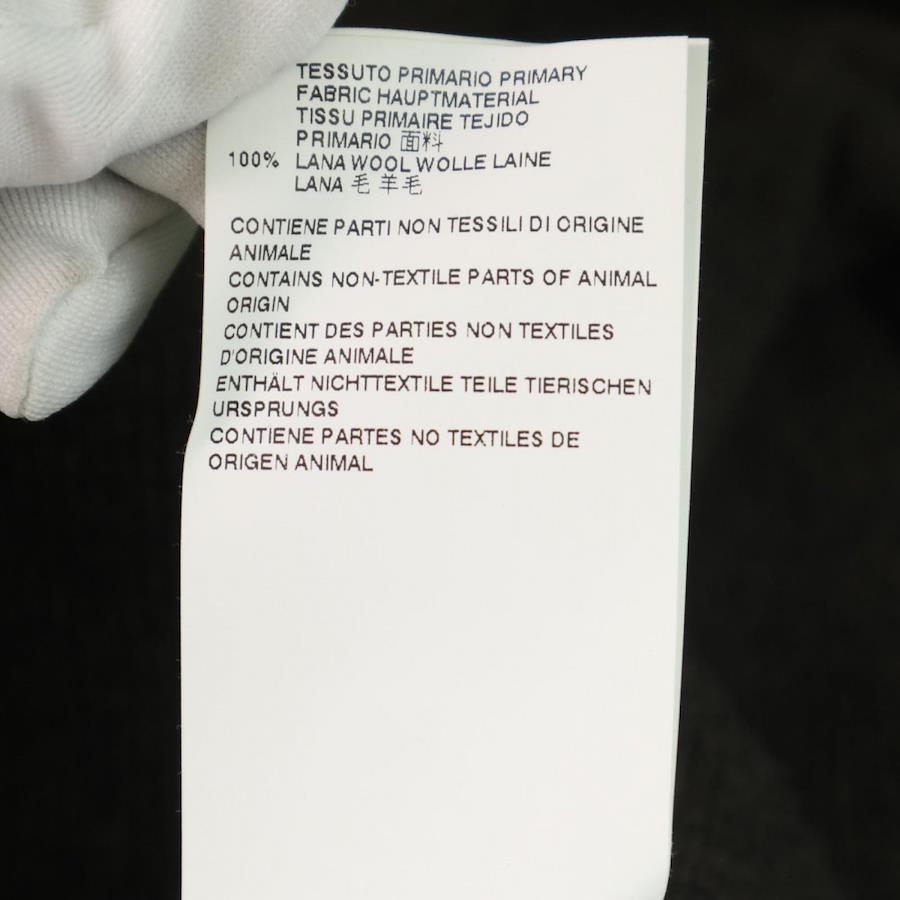 TESSUTO PRIMARIO PRIMARY
FABRIC HAUPTMATERIAL
TISSU PRIMAIRE TEJIDO
PRIMARIO 面料
100% LANA WOOL WOLLE LAINE
LANA 毛 羊毛
CONTIENE PARTI NON TESSILI DI ORIGINE
ANIMALE
CONTAINS NON-TEXTILE PARTS OF ANIMAL
ORIGIN
CONTIENT DES PARTIES NON TEXTILES
D'ORIGINE ANIMALE
ENTHÄLT NICHTTEXTILE TEILE TIERISCHEN
URSPRUNGS
CONTIENE PARTES NO TEXTILES DE
ORIGEN ANIMAL